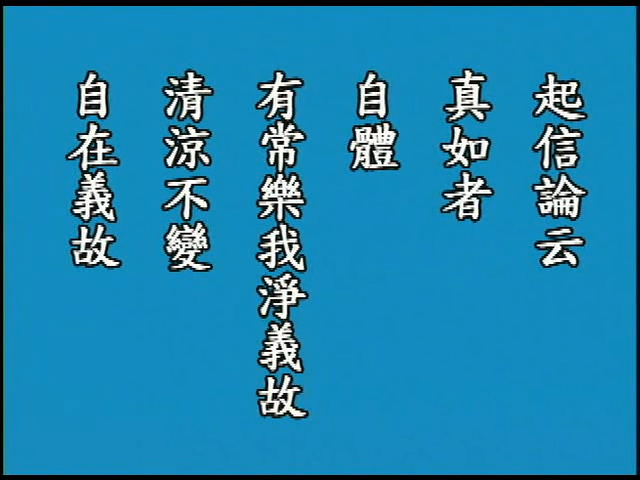 起信論云
真如者
自體
有常樂我淨義故
清涼不變
自在義故